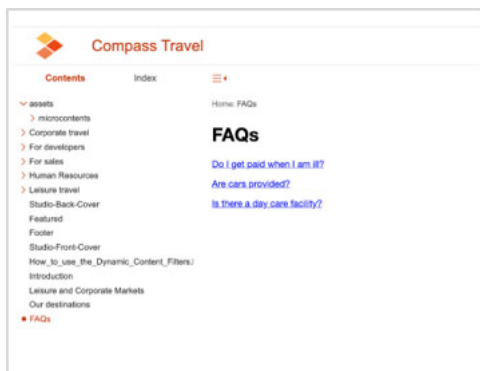 Compass Travel
Contents Index
assets
microcontents
Corporate travel
For developers
For sales
Human Resources
Leisure travel
Studio-Back-Cover
Featured
Footer
Studio-Front-Cover
How_to_use_the_Dynamic_Content_Filters.
Introduction
Leisure and Corporate Markets
Our destinations
FAQs
Home: FAQs
FAQs
Do I get paid when I am ill?
Are cars provided?
Is there a day care facility?